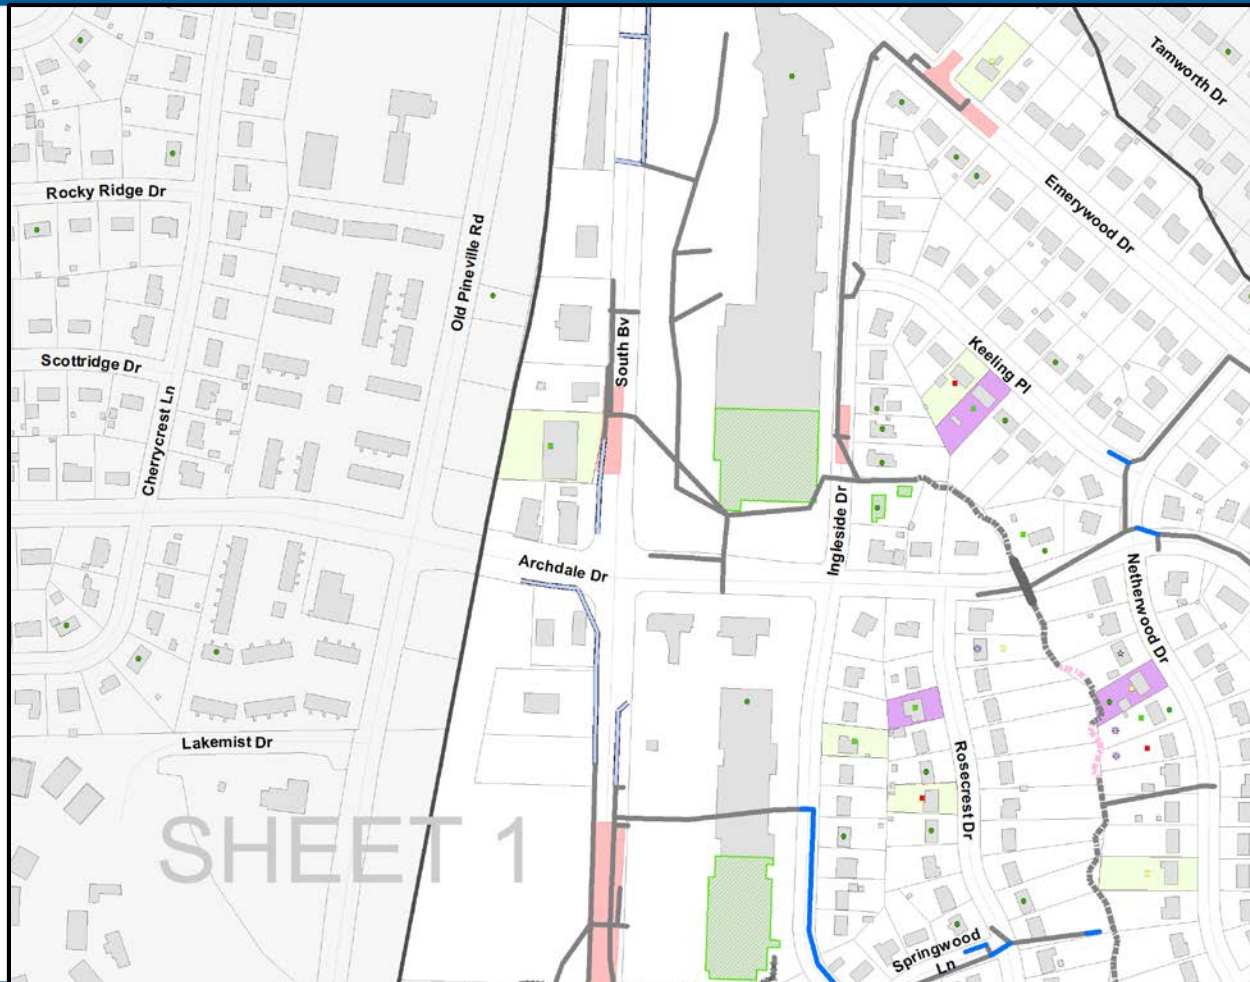 Tamworth Dr
Rocky Ridge Dr
Emerywood Dr
Old Pineville Rd
South Bv
Keeling Pl
Scottridge Dr
Cherrycrest Ln
Ingleside Dr
Archdale Dr
Netherwood Dr
Lakemist Dr
Rosecrest Dr
SHEET 1
Springwood
Ln